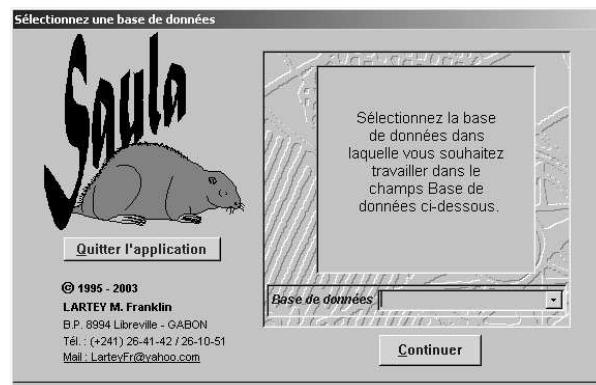 Sélectionnez une base de données
Saula
Sélectionnez la base
de données dans
laquelle vous souhaitez
travailler dans le
champs Base de
données ci-dessous.
Quitter l'application
© 1995 - 2003
LARTEY M. Franklin
B.P. 8994 Libreville - GABON
Tél. : (+241) 26-41-42 / 26-10-51
Mail : LarteyFr@yahoo.com
Base de données
Continuer